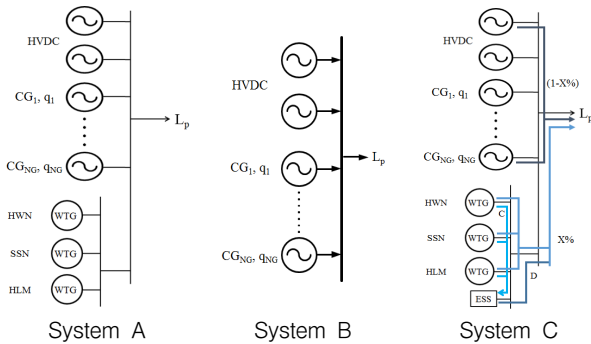 HVDC
CG1, q1
Lp
CGNG, qNG
HWN
WTG
SSN
WTG
HLM
WTG
System A
HVDC
CG1, q1
Lp
CGNG, qNG
System B
HVDC
(1-X%)
CG1, q1
Lp
CGNG, qNG
HWN
WTG
C
SSN
WTG
X%
HLM
WTG
D
ESS
System C